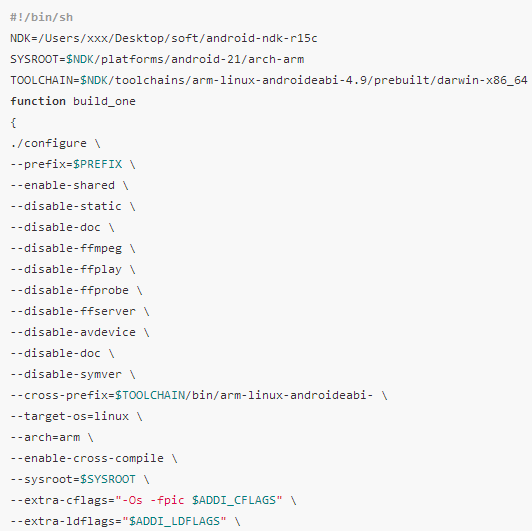 #!/bin/sh
NDK=/Users/xxx/Desktop/soft/android-ndk-r15c
SYSROOT=$NDK/platforms/android-21/arch-arm
TOOLCHAIN=$NDK/toolchains/arm-linux-androideabi-4.9/prebuilt/darwin-x86_64
function build_one
{
./configure \
--prefix=$PREFIX \
--enable-shared \
--disable-static \
--disable-doc \
--disable-ffmpeg \
--disable-ffplay \
--disable-ffprobe \
--disable-ffserver \
--disable-avdevice \
--disable-doc \
--disable-symver \
--cross-prefix=$TOOLCHAIN/bin/arm-linux-androideabi- \
--target-os=linux \
--arch=arm \
--enable-cross-compile \
--sysroot=$SYSROOT \
--extra-cflags="-Os -fpic $ADDI_CFLAGS" \
--extra-ldflags="$ADDI_LDFLAGS" \